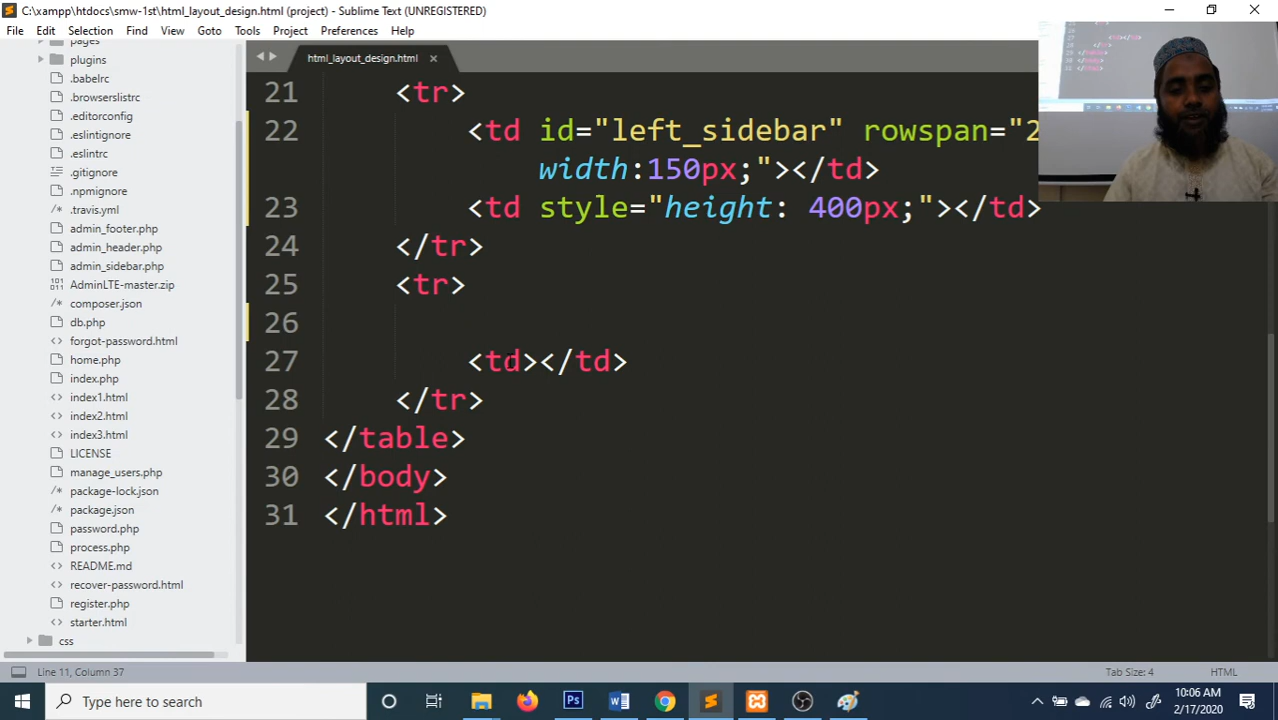 C:\xampp\htdocs\smw-1st\html_layout_design.html (project) - Sublime Text (UNREGISTERED)
File Edit Selection Find View Goto Tools Project Preferences Help
pages
plugins
.babelrc
.browserslistrc
.editorconfig
.eslintignore
.eslintrc
.gitignore
.npmignore
.travis.yml
admin_footer.php
admin_header.php
admin_sidebar.php
AdminLTE-master.zip
composer.json
db.php
forgot-password.html
home.php
index.php
index1.html
index2.html
index3.html
LICENSE
manage_users.php
package-lock.json
package.json
password.php
process.php
README.md
recover-password.html
register.php
starter.html
css
html_layout_design.html
21 <tr>
22 <td id="left_sidebar" rowspan="2
width:150px;"></td>
23 <td style="height: 400px;"></td>
24 </tr>
25 <tr>
26
27 <td></td>
28 </tr>
29 </table>
30 </body>
31 </html>
Line 11, Column 37
Tab Size: 4
HTML
Type here to search
10:06 AM
2/17/2020